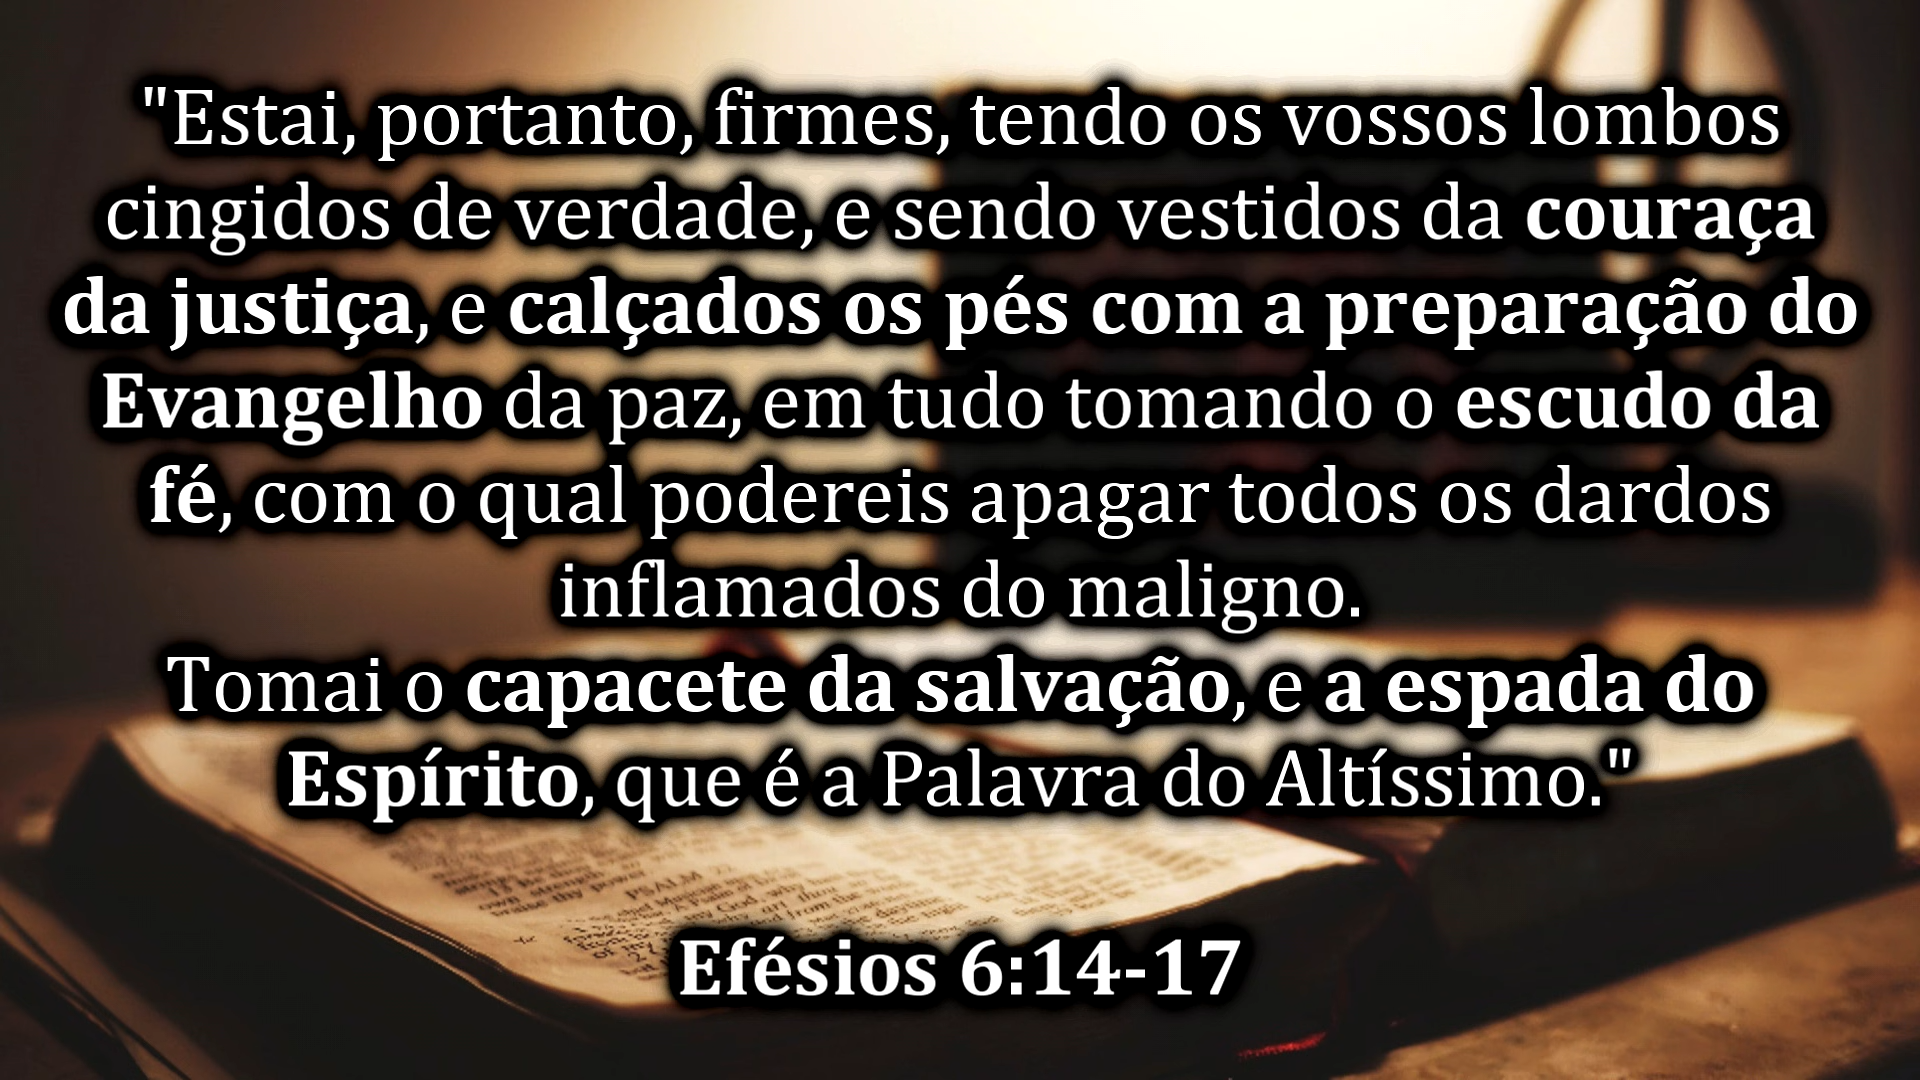 "Estai, portanto, firmes, tendo os vossos lombos
cingidos de verdade, e sendo vestidos da couraça
da justiça, e calçados os pés com a preparação do
Evangelho da paz, em tudo tomando o escudo da
fé, com o qual podereis apagar todos os dardos
inflamados do maligno.
Tomai o capacete da salvação, e a espada do
Espírito, que é a Palavra do Altíssimo."
PSALM 22
Efésios 6:14-17